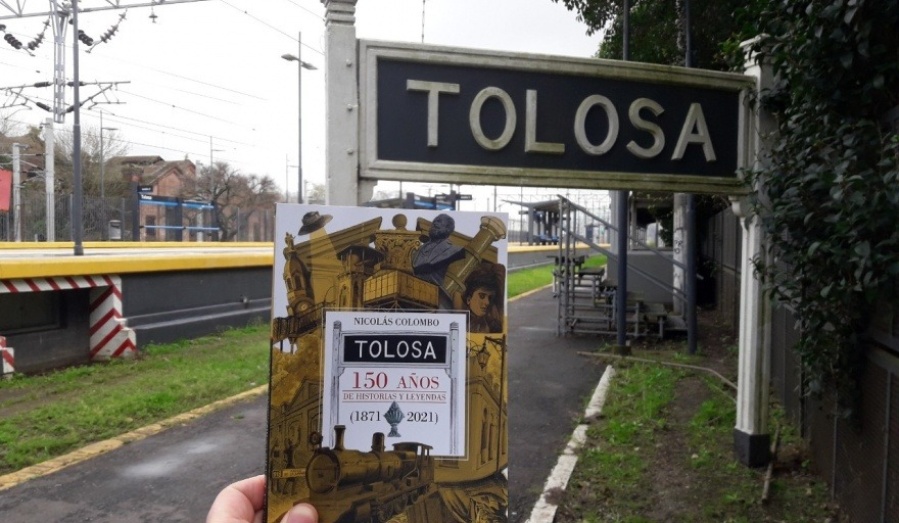 TOLOSA
NICOLÁS COLOMBO
TOLOSA
150 AÑOS
DE HISTORIAS Y LEYENDAS
(1871 2021)